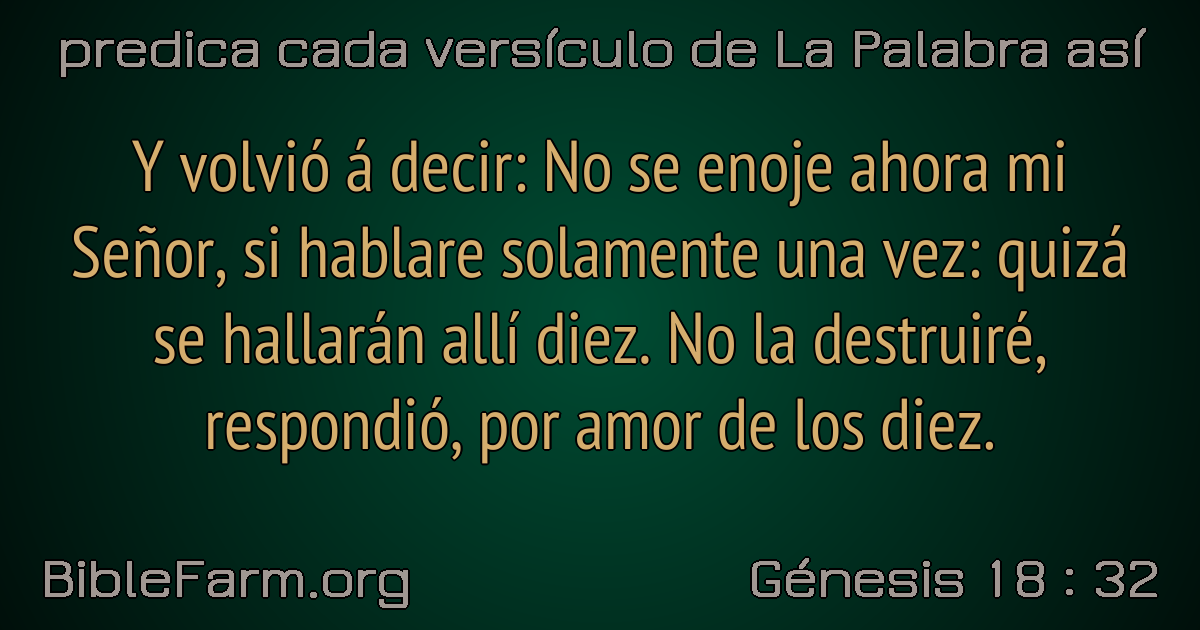 predica cada versículo de La Palabra así
Y volvió á decir: No se enoje ahora mi
Señor, si hablare solamente una vez: quizá
se hallarán allí diez. No la destruiré,
respondió, por amor de los diez.
BibleFarm.org
Génesis 18 : 32